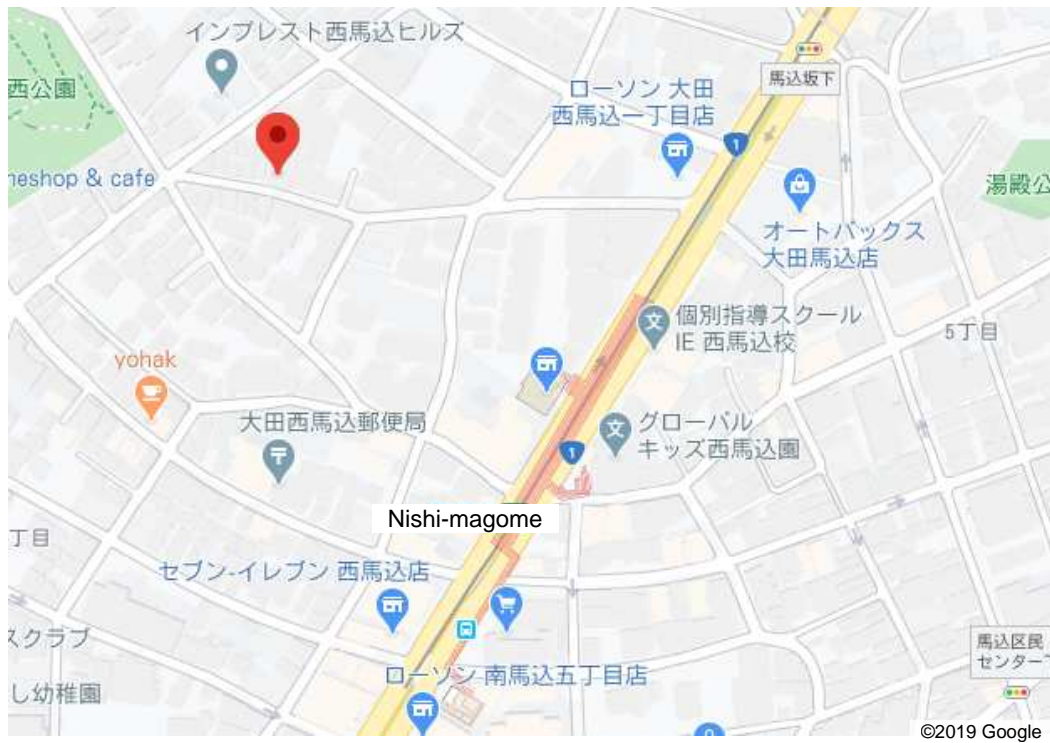 インプレスト西馬込ヒルズ
馬込坂下
西公園
ローソン 大田
西馬込一丁目店
1
neshop & cafe
湯殿公
オートバックス
大田馬込店
個別指導スクール
IE 西馬込校
5丁目
yohak
大田西馬込郵便局
グローバル
キッズ西馬込園
1
Nishi-magome
丁目
セブン-イレブン 西馬込店
スクラブ
馬込区民
センター
ローソン 南馬込五丁目店
し幼稚園
©2019 Google